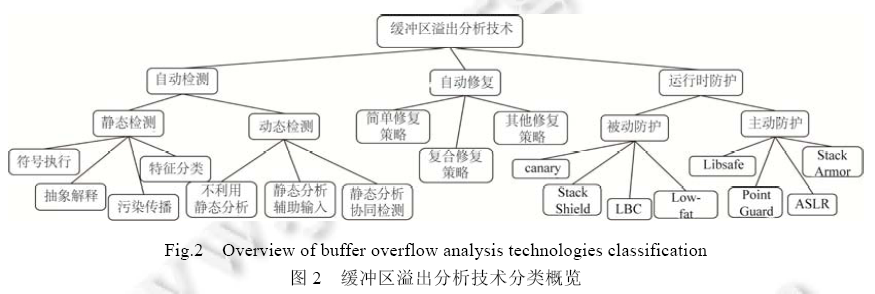 缓冲区溢出分析技术
自动检测
自动修复
运行时防护
静态检测
动态检测
简单修复
策略
复合修复
策略
其他修复
策略
被动防护
主动防护
符号执行
抽象解释
污染传播
特征分类
不利用
静态分析
静态分析
辅助输入
静态分析
协同检测
canary
Stack
Shield
LBC
Low-
fat
Libsafe
Point
Guard
ASLR
Stack
Armor
Fig.2 Overview of buffer overflow analysis technologies classification
图 2 缓冲区溢出分析技术分类概览